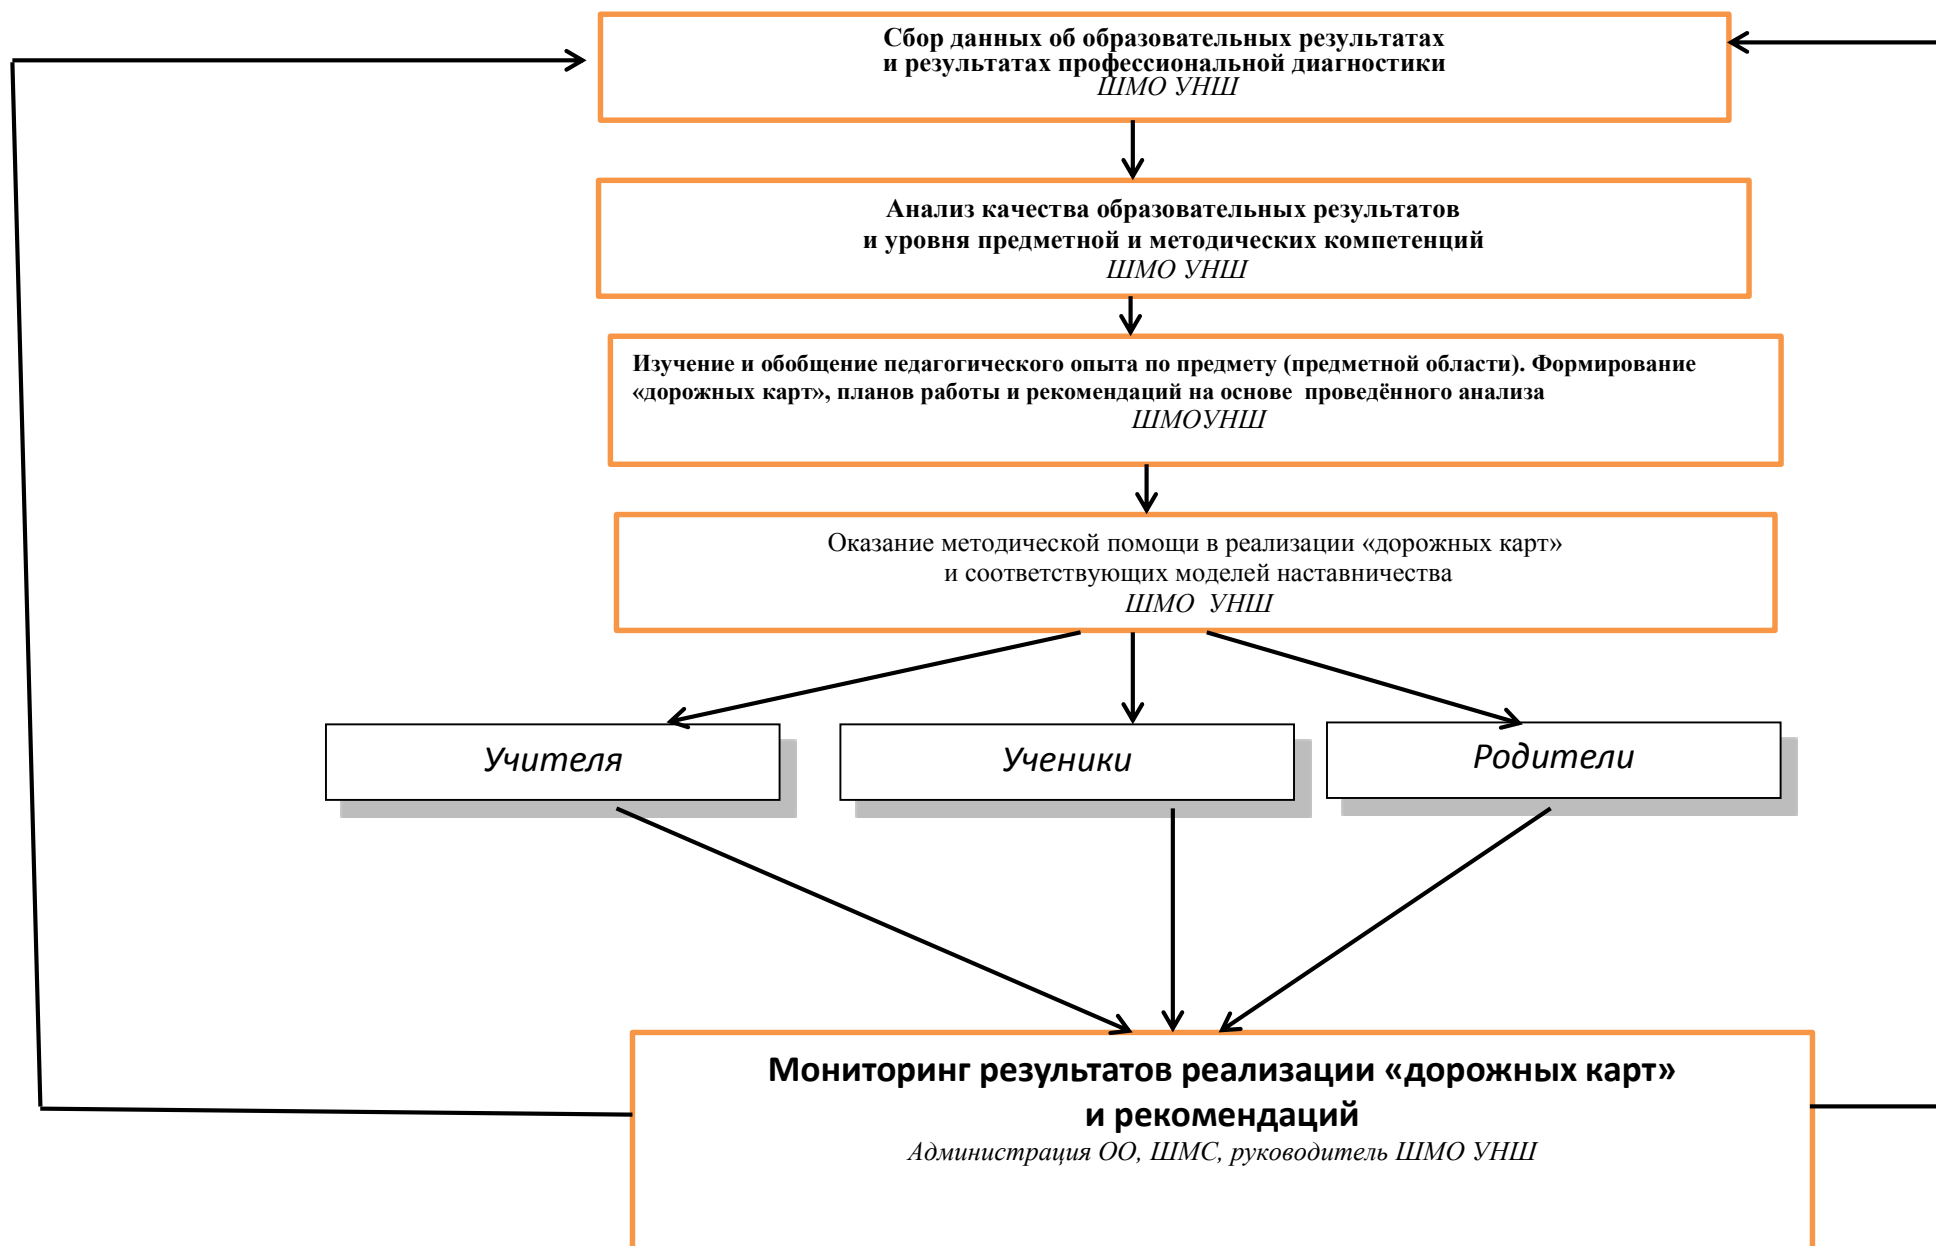 Сбор данных об образовательных результатах
и результатах профессиональной диагностики
ШМО УНШ
Анализ качества образовательных результатов
и уровня предметной и методических компетенций
ШМО УНШ
Изучение и обобщение педагогического опыта по предмету (предметной области). Формирование
«дорожных карт», планов работы и рекомендаций на основе проведённого анализа
ШМОУНШ
Оказание методической помощи в реализации «дорожных карт»
и соответствующих моделей наставничества
ШМО УНШ
Учителя
Ученики
Родители
Мониторинг результатов реализации «дорожных карт»
и рекомендаций
Администрация ОО, ШМС, руководитель ШМО УНШ